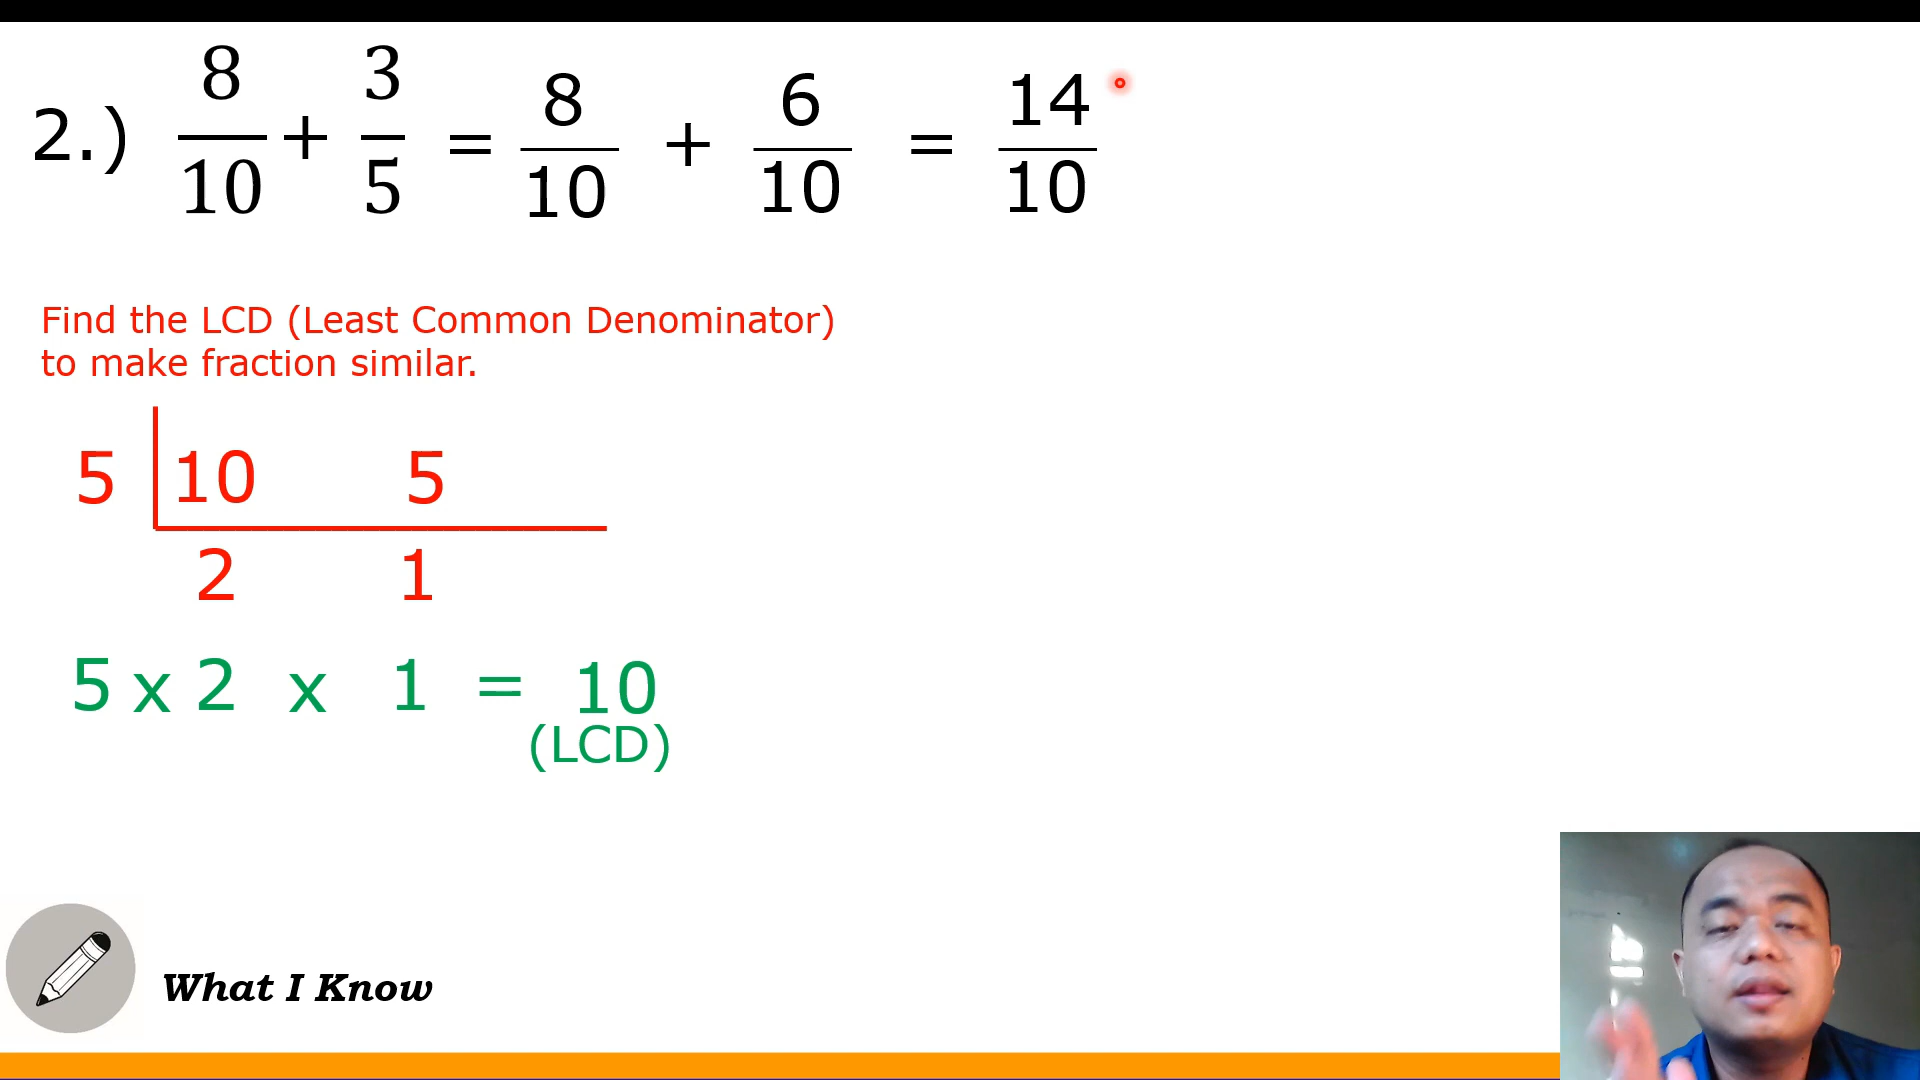 2.) 8/10 + 3/5 = 8/10 + 6/10 = 14/10
Find the LCD (Least Common Denominator)
to make fraction similar.
5 10 5
2 1
5 x 2 x 1 = 10
(LCD)
What I Know